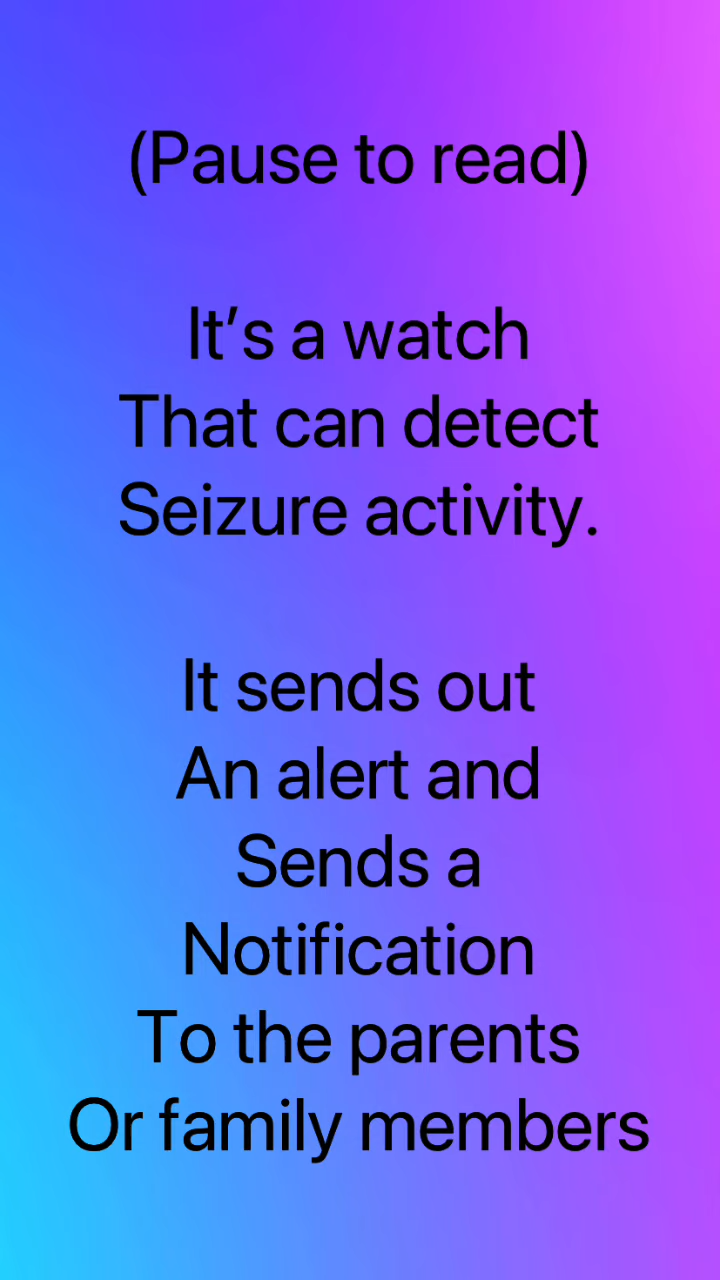 (Pause to read)
It’s a watch
That can detect
Seizure activity.
It sends out
An alert and
Sends a
Notification
To the parents
Or family members